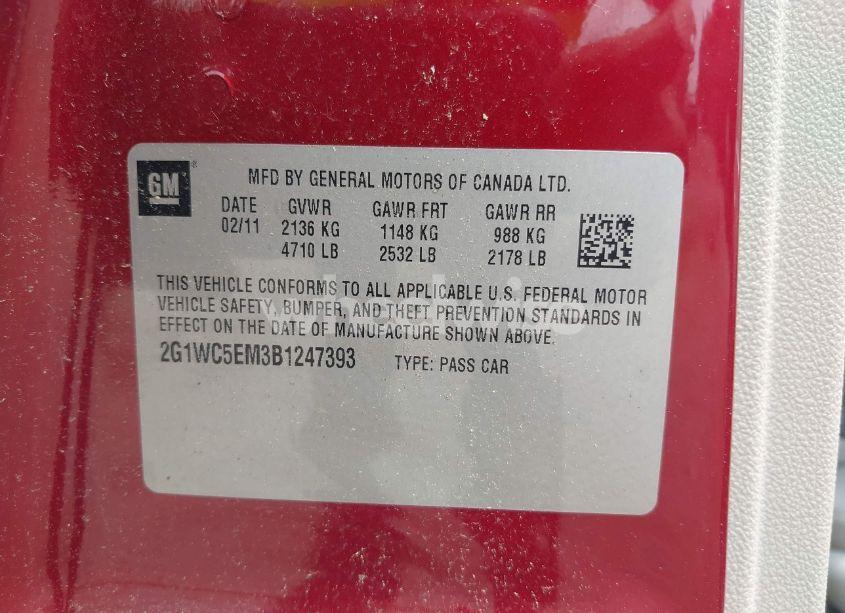 GM ® MFD BY GENERAL MOTORS OF CANADA LTD.
DATE GVWR GAWR FRT GAWR RR
02/11 2136 KG 1148 KG 988 KG
4710 LB 2532 LB 2178 LB
THIS VEHICLE CONFORMS TO ALL APPLICABLE U.S. FEDERAL MOTOR
VEHICLE SAFETY, BUMPER, AND THEFT PREVENTION STANDARDS IN
EFFECT ON THE DATE OF MANUFACTURE SHOWN ABOVE.
2G1WC5EM3B1247393 TYPE: PASS CAR